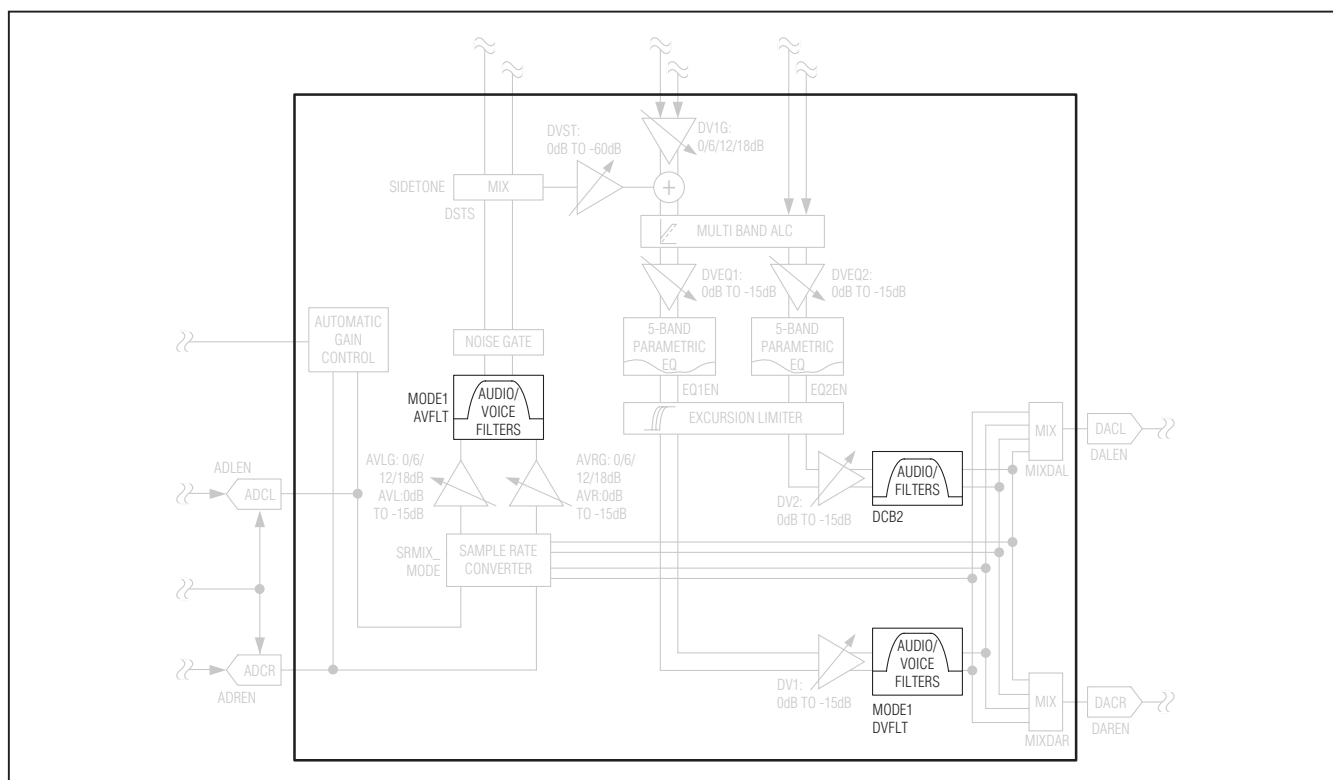 DVST:
0dB TO -60dB
DV1G:
0/6/12/18dB
SIDETONE
MIX
DSTS
+
MULTI BAND ALC
DVEQ1:
0dB TO -15dB
DVEQ2:
0dB TO -15dB
AUTOMATIC
GAIN
CONTROL
NOISE GATE
5-BAND
PARAMETRIC
EQ
5-BAND
PARAMETRIC
EQ
EQ1EN
EQ2EN
MODE1
AVFLT
AUDIO/
VOICE
FILTERS
EXCURSION LIMITER
MIX
MIXDAL
DACL
DALEN
ADLEN
ADCL
AVLG: 0/6/
12/18dB
AVL:0dB
TO -15dB
AVRG: 0/6/
12/18dB
AVR:0dB
TO -15dB
DV2:
0dB TO -15dB
AUDIO/
FILTERS
DCB2
SRMIX_
MODE
SAMPLE RATE
CONVERTER
ADCR
ADREN
DV1:
0dB TO -15dB
AUDIO/
VOICE
FILTERS
MODE1
DVFLT
MIX
MIXDAR
DACR
DAREN